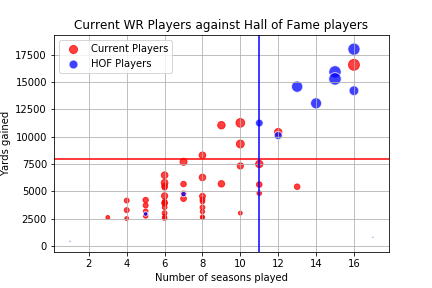 Current WR Players against Hall of Fame players
Current Players
HOF Players
17500
15000
12500
10000
7500
5000
2500
0
Yards gained
2 4 6 8 10 12 14 16
Number of seasons played